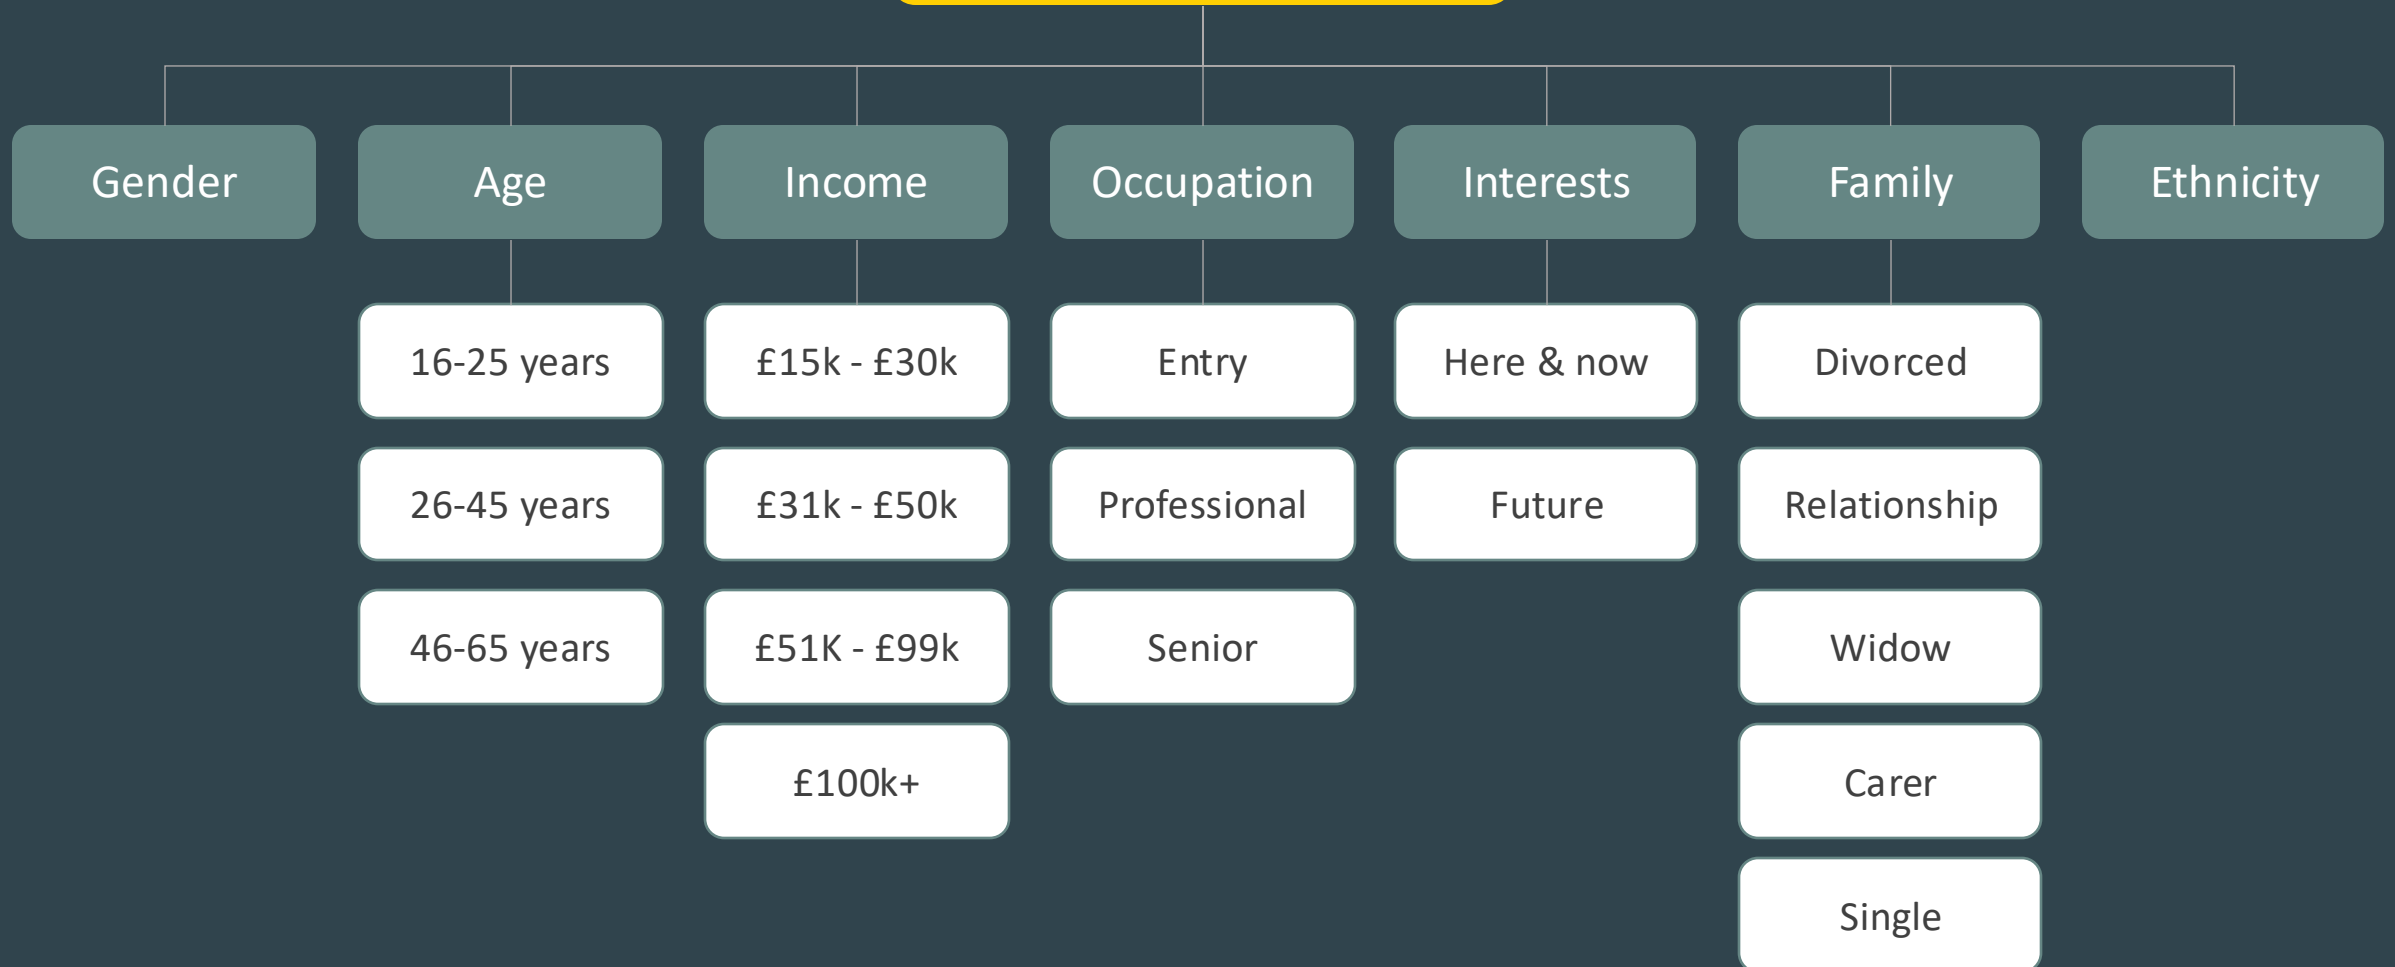 Gender
Age
Income
Occupation
Interests
Family
Ethnicity
16-25 years
£15k - £30k
Entry
Here & now
Divorced
26-45 years
£31k - £50k
Professional
Future
Relationship
46-65 years
£51K - £99k
Senior
Widow
£100k+
Carer
Single